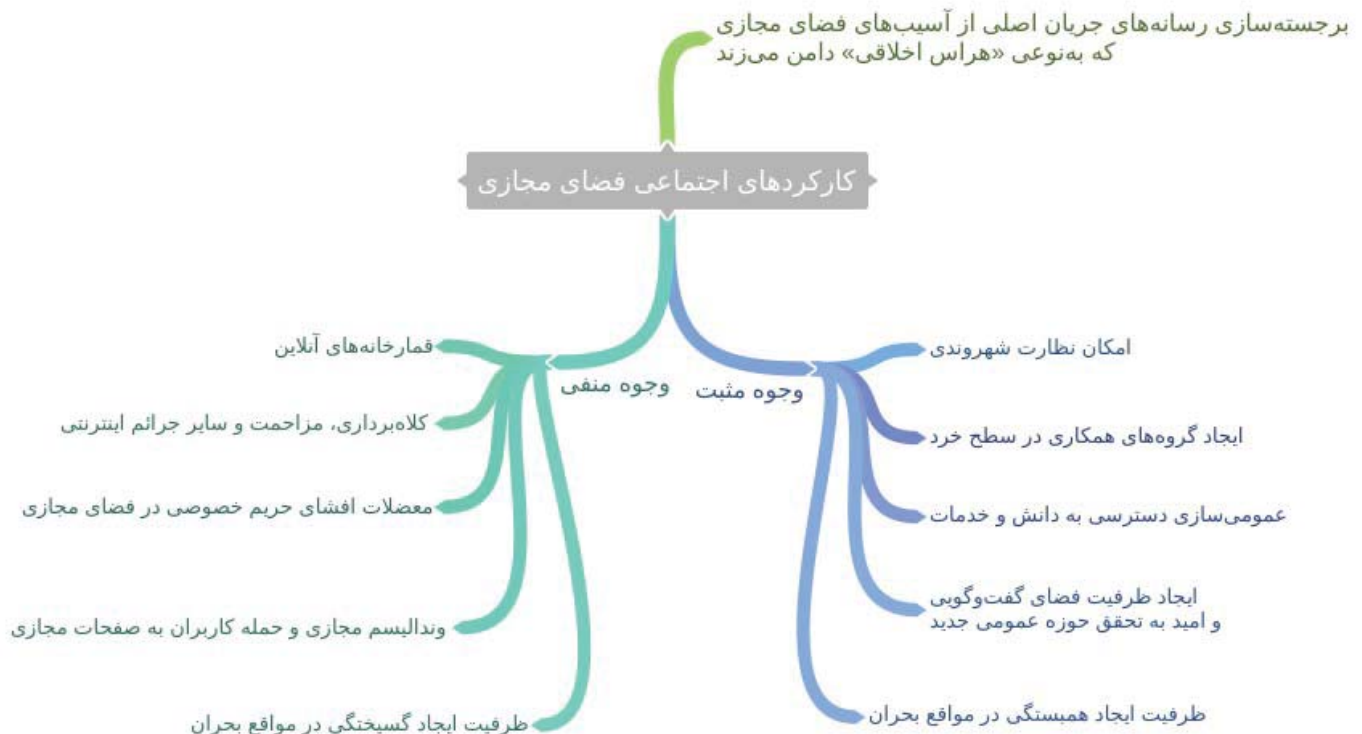 برجسته‌سازی رسانه‌های جریان اصلی از آسیب‌های فضای مجازی
که به‌نوعی «هراس اخلاقی» دامن می‌زند
کارکردهای اجتماعی فضای مجازی
وجوه مثبت
امکان نظارت شهروندی
ایجاد گروه‌های همکاری در سطح خرد
عمومی‌سازی دسترسی به دانش و خدمات
ایجاد ظرفیت فضای گفت‌وگویی
و امید به تحقق حوزه عمومی جدید
ظرفیت ایجاد همبستگی در مواقع بحران
وجوه منفی
قمارخانه‌های آنلاین
کلاه‌برداری، مزاحمت و سایر جرائم اینترنتی
معضلات افشای حریم خصوصی در فضای مجازی
وندالیسم مجازی و حمله کاربران به صفحات مجازی
ظرفیت ایجاد گسیختگی در مواقع بحران